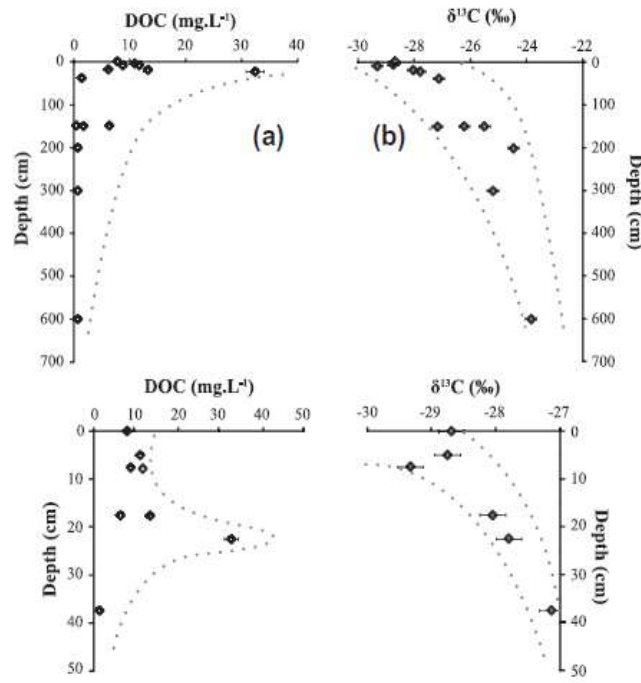 DOC (mg.L⁻¹)
0 10 20 30 40
0
100
200
300
400
500
600
700
Depth (cm)
(a)
δ¹³C (‰)
-30 -28 -26 -24 -22
0
100
200
300
400
500
600
700
Depth (cm)
(b)
DOC (mg.L⁻¹)
0 10 20 30 40 50
0
10
20
30
40
50
Depth (cm)
δ¹³C (‰)
-30 -29 -28 -27
0
10
20
30
40
50
Depth (cm)